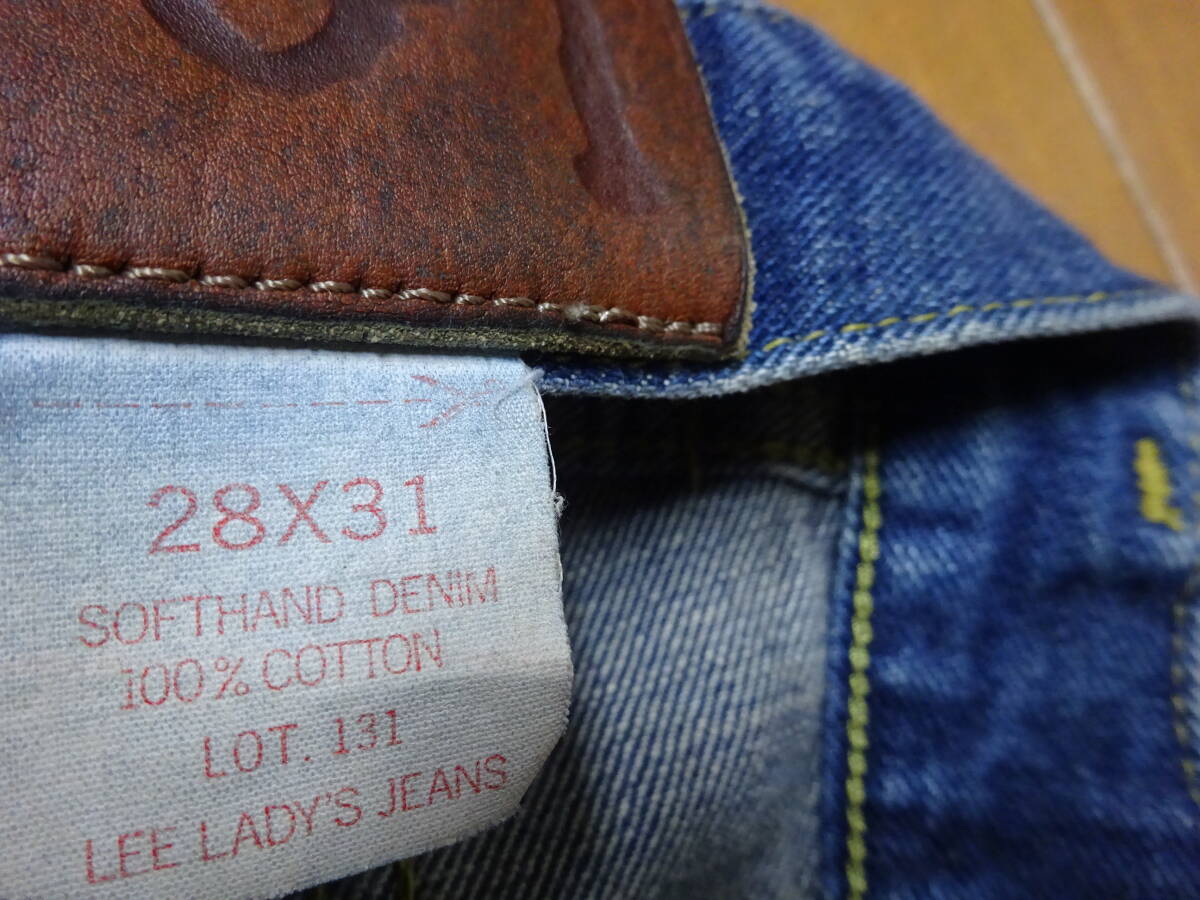 28X31
SOFTHAND DENIM
100% COTTON
LOT. 131
LEE LADY'S JEANS